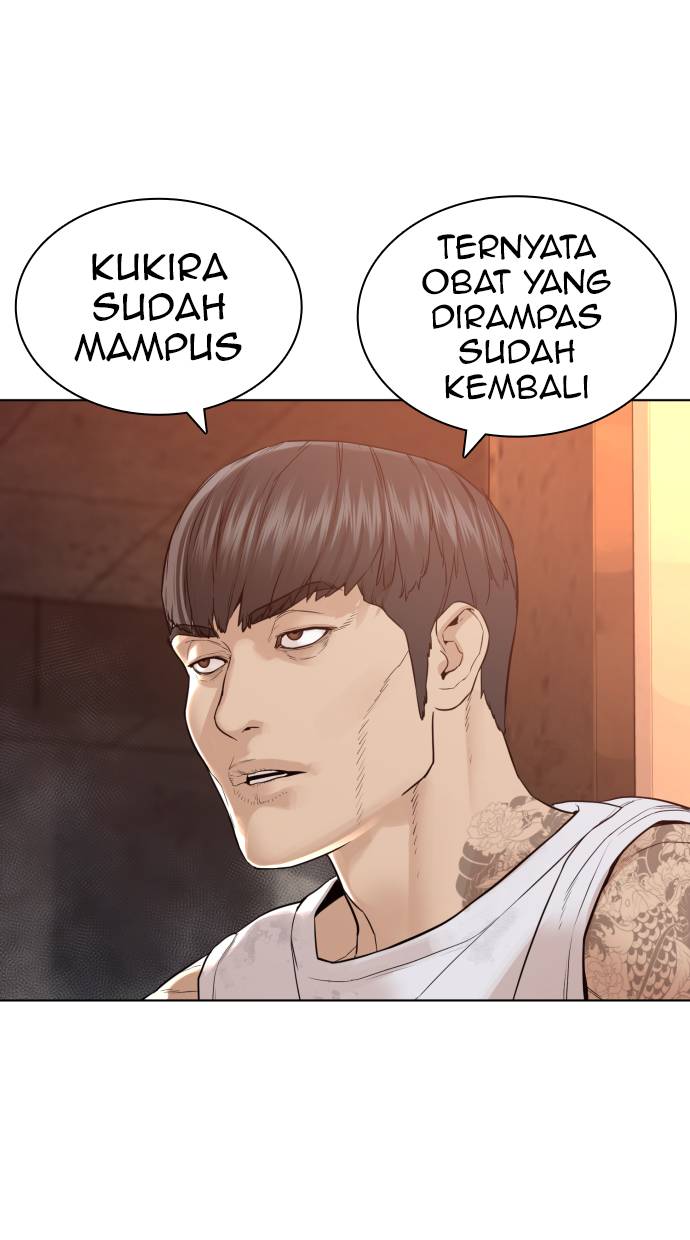 KUKIRA
SUDAH
MAMPUS
TERNYATA
OBAT YANG
DIRAMPAS
SUDAH
KEMBALI